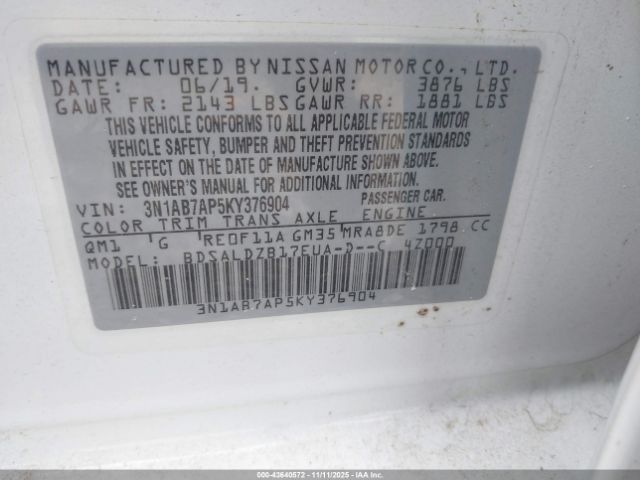 MANUFACTURED BY NISSAN MOTOR CO., LTD.
DATE: 06/19. GVWR: 3876 LBS
GAWR FR: 2143 LBS GAWR RR: 1881 LBS
THIS VEHICLE CONFORMS TO ALL APPLICABLE FEDERAL MOTOR
VEHICLE SAFETY, BUMPER AND THEFT PREVENTION STANDARDS
IN EFFECT ON THE DATE OF MANUFACTURE SHOWN ABOVE.
SEE OWNER'S MANUAL FOR ADDITIONAL INFORMATION.
VIN: 3N1AB7AP5KY376904 PASSENGER CAR.
COLOR TRIM TRANS AXLE ENGINE
QM1 G RE0F11A GM35 MRA8DE 1798 CC
MODEL: BDSALDZB17EUA-D--C 4Z000
3N1AB7AP5KY376904
000-43640572 - 11/11/2025 - IAAI.COM